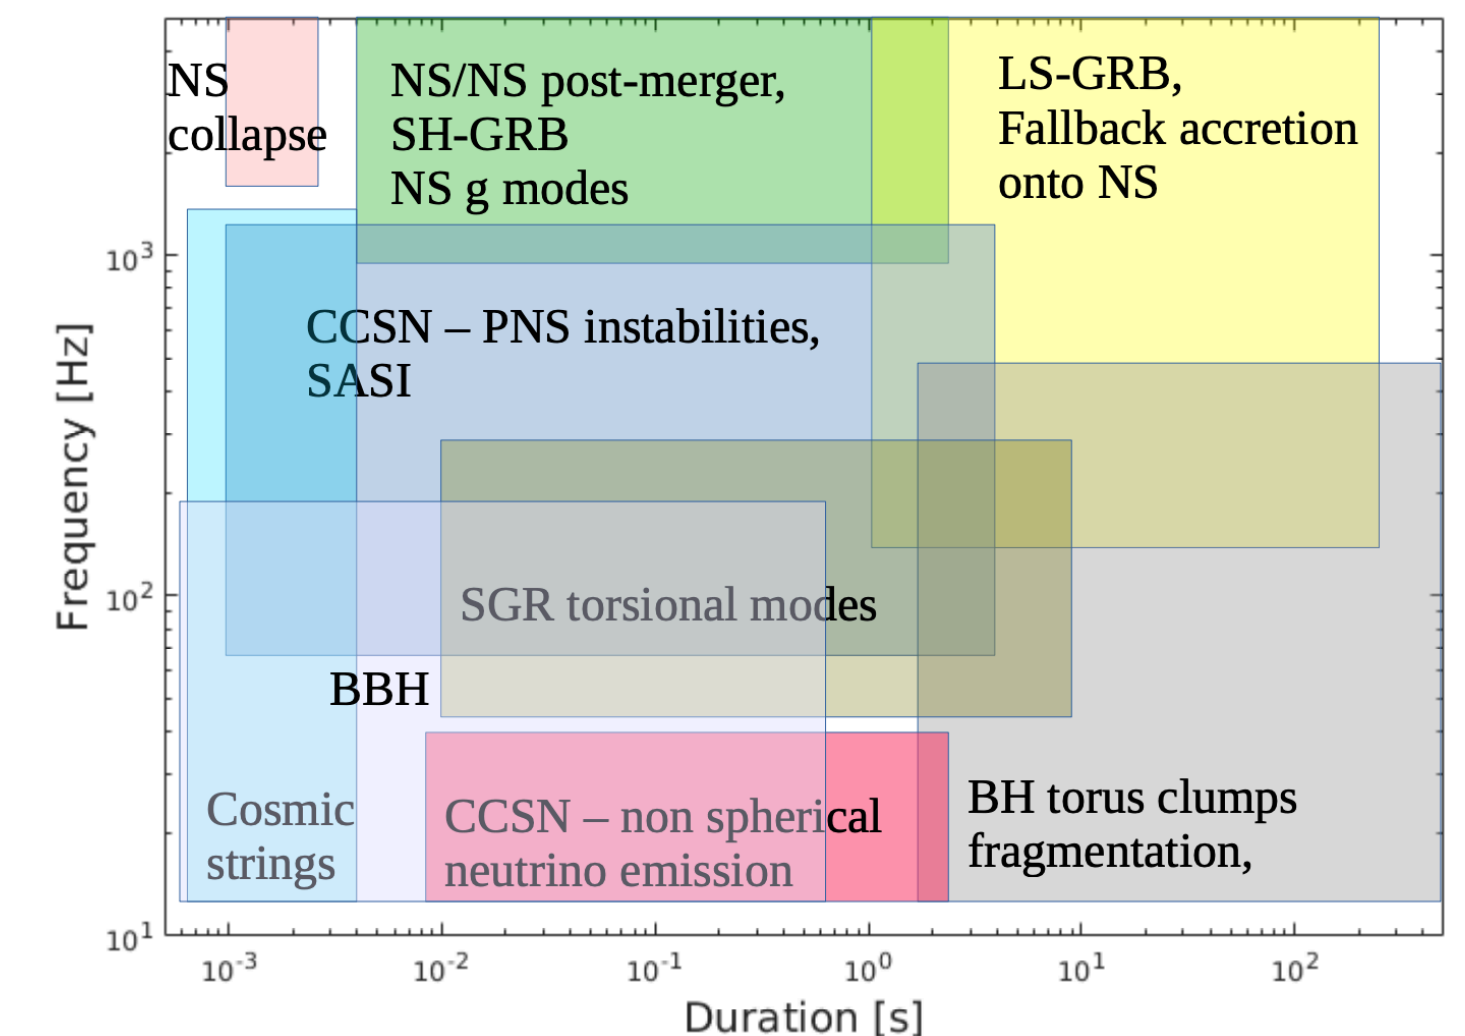 NS
collapse
NS/NS post-merger,
SH-GRB
NS g modes
LS-GRB,
Fallback accretion
onto NS
CCSN – PNS instabilities,
SASI
SGR torsional modes
BBH
Cosmic
strings
CCSN – non spherical
neutrino emission
BH torus clumps
fragmentation,
Frequency [Hz]
10³
10²
10¹
10⁻³
10⁻²
10⁻¹
10⁰
10¹
10²
Duration [s]